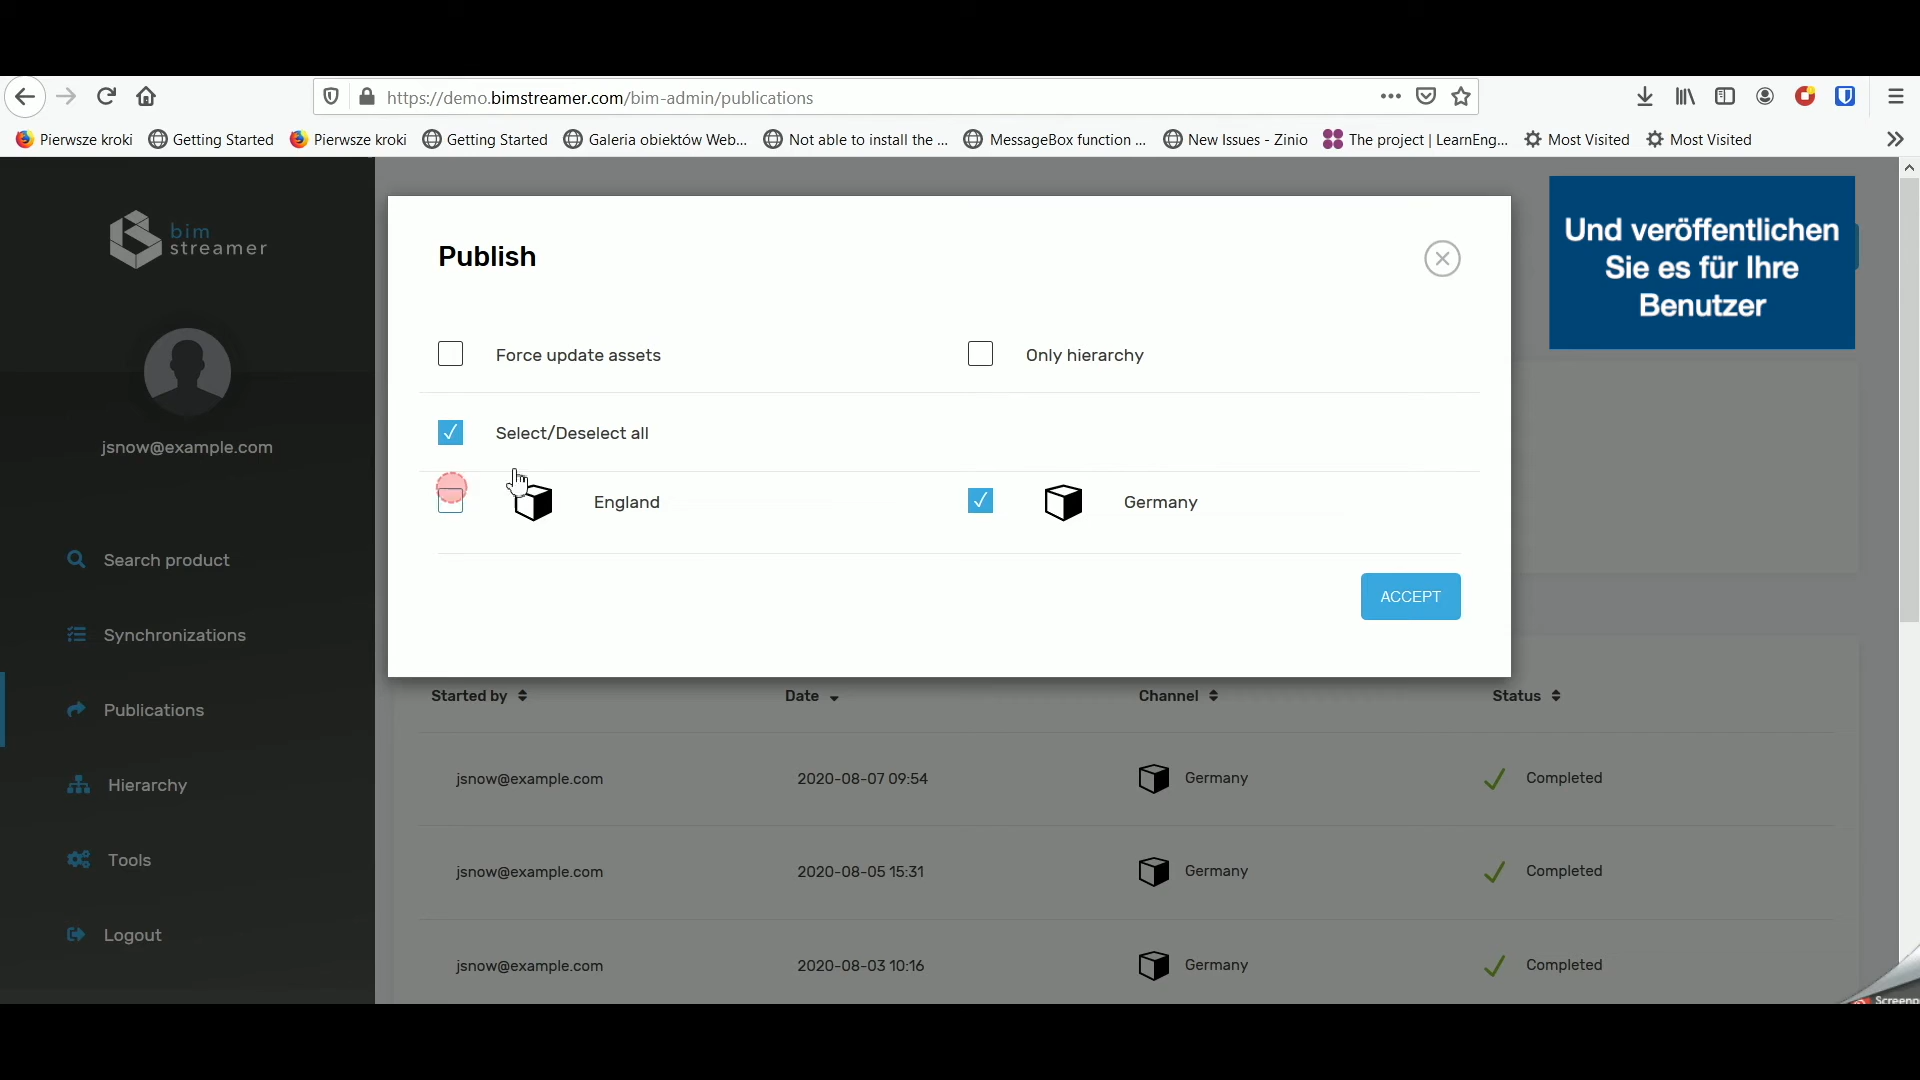 https://demo.bimstreamer.com/bim-admin/publications
Pierwsze kroki Getting Started Pierwsze kroki Getting Started Galeria obiektów Web... Not able to install the ... MessageBox function ... New Issues - Zinio The project | LearnEng... Most Visited Most Visited
bim
streamer
jsnow@example.com
Search product
Synchronizations
Publications
Hierarchy
Tools
Logout
Publish
Force update assets Only hierarchy
Select/Deselect all
England Germany
ACCEPT
Und veröffentlichen
Sie es für Ihre
Benutzer
Started by Date Channel Status
jsnow@example.com 2020-08-07 09:54 Germany Completed
jsnow@example.com 2020-08-05 15:31 Germany Completed
jsnow@example.com 2020-08-03 10:16 Germany Completed